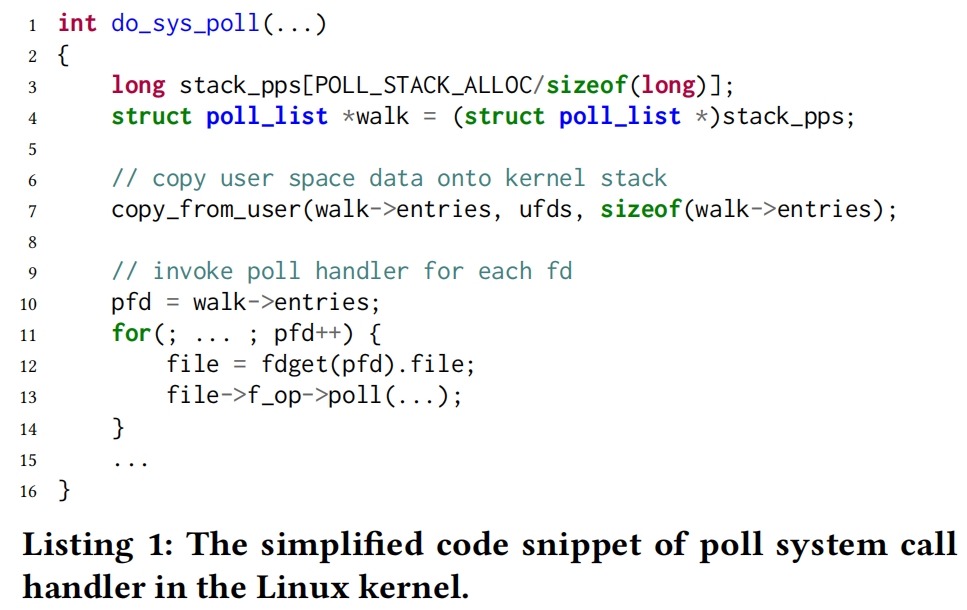 1 int do_sys_poll(...)
2 {
3     long stack_pps[POLL_STACK_ALLOC/sizeof(long)];
4     struct poll_list *walk = (struct poll_list *)stack_pps;
5
6     // copy user space data onto kernel stack
7     copy_from_user(walk->entries, ufds, sizeof(walk->entries);
8
9     // invoke poll handler for each fd
10     pfd = walk->entries;
11     for(; ... ; pfd++) {
12         file = fdget(pfd).file;
13         file->f_op->poll(...);
14     }
15     ...
16 }
Listing 1: The simplified code snippet of poll system call
handler in the Linux kernel.